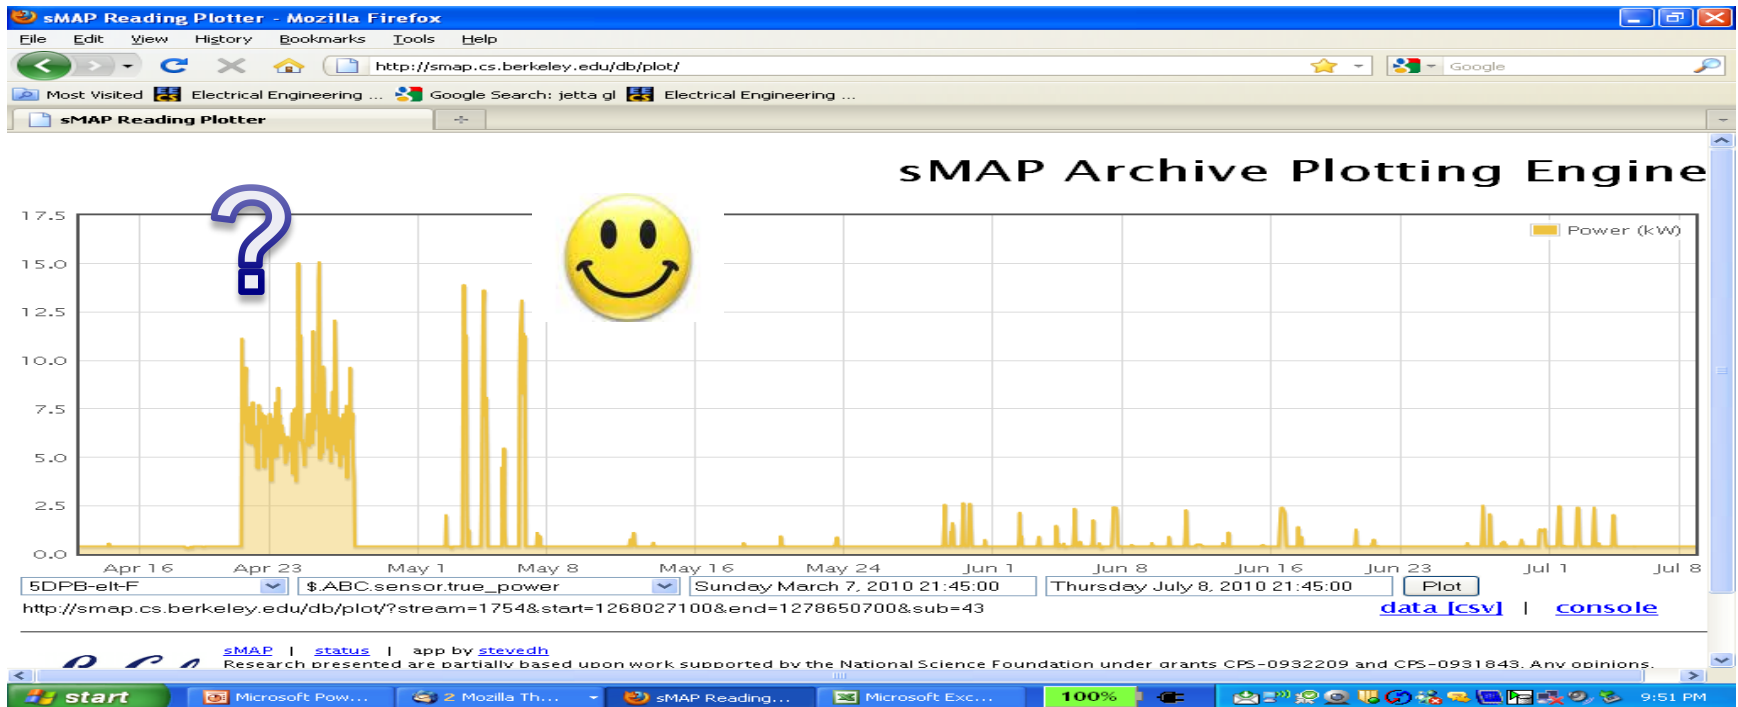 sMAP Reading Plotter - Mozilla Firefox
File Edit View History Bookmarks Tools Help
http://smap.cs.berkeley.edu/db/plot/
Google
Most Visited Electrical Engineering ... Google Search: jetta gl Electrical Engineering ...
sMAP Reading Plotter
sMAP Archive Plotting Engine
?
17.5
Power (kW)
15.0
12.5
10.0
7.5
5.0
2.5
0.0
Apr 16 Apr 23 May 1 May 8 May 16 May 24 Jun 1 Jun 8 Jun 16 Jun 23 Jul 1 Jul 8
5DPB-elt-F $.ABC.sensor.true_power Sunday March 7, 2010 21:45:00 Thursday July 8, 2010 21:45:00 Plot
http://smap.cs.berkeley.edu/db/plot/?stream=1754&start=1268027100&end=1278650700&sub=43 data [csv] | console
sMAP | status | app by stevedh
Research presented are partially based upon work supported by the National Science Foundation under grants CPS-0932209 and CPS-0931843. Any opinions,
start Microsoft Pow... 2 Mozilla Th... sMAP Reading... Microsoft Exc... 100% 9:51 PM